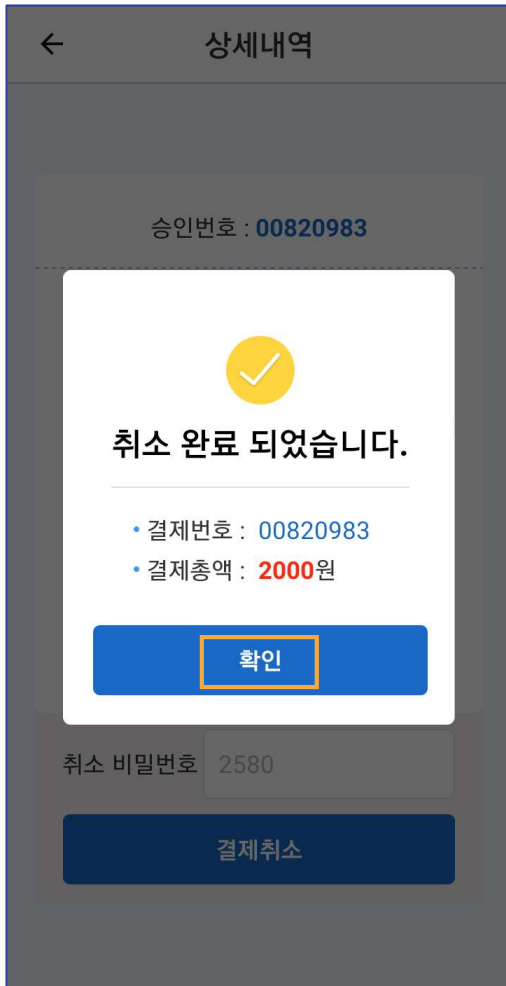 상세내역
승인번호 : 00820983
취소 완료 되었습니다.
• 결제번호 : 00820983
• 결제총액 : 2000원
확인
취소 비밀번호 2580
결제취소